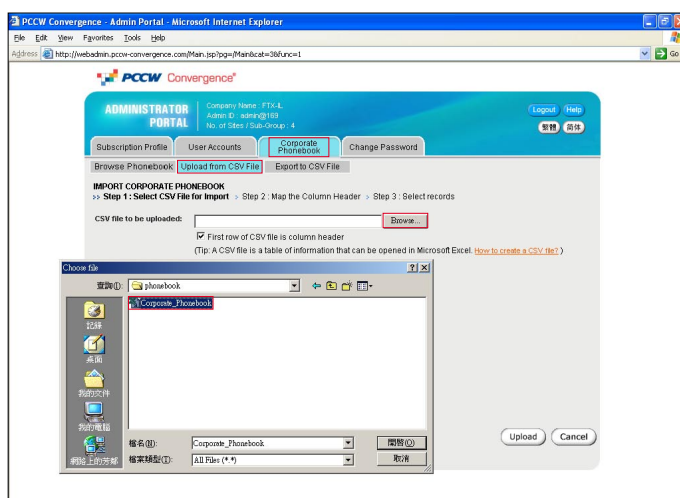 PCCW Convergence - Admin Portal - Microsoft Internet Explorer
File Edit View Favorites Tools Help
Address http://webadmin.pccw-convergence.com/Main.jsp?pg=/Main&cat=38func=1 Go
PCCW Convergence
ADMINISTRATOR PORTAL
Company Name : FTX-IL
Admin ID : admin@169
No. of Sites / Sub-Group : 4
Logout Help
繁體 简体
Subscription Profile User Accounts Corporate Phonebook Change Password
Browse Phonebook Upload from CSV File Export to CSV File
IMPORT CORPORATE PHONEBOOK
>> Step 1 : Select CSV File for Import > Step 2 : Map the Column Header > Step 3 : Select records
CSV file to be uploaded: Browse...
First row of CSV file is column header
(Tip: A CSV file is a table of information that can be opened in Microsoft Excel. How to create a CSV file? )
Choose file
查詢(I): phonebook
Corporate_Phonebook
記錄
桌面
我的文件
我的電腦
網路上的芳鄰
檔名(N): Corporate_Phonebook 開啓(O)
檔案類型(T): All Files (*.*) 取消
Upload Cancel